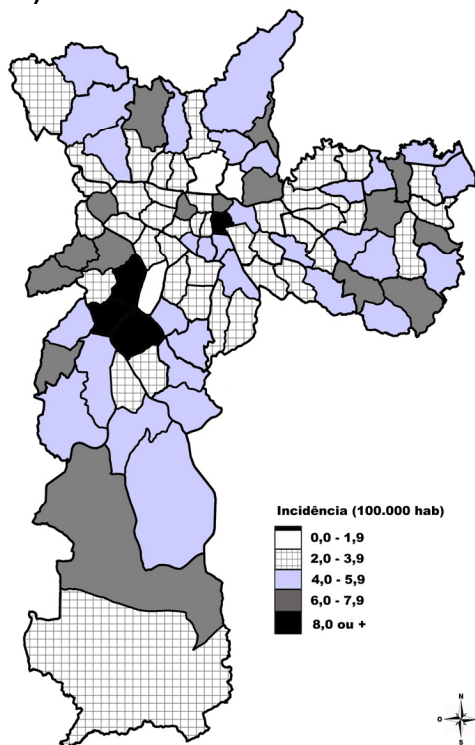 Incidência (100.000 hab)
0,0 - 1,9
2,0 - 3,9
4,0 - 5,9
6,0 - 7,9
8,0 ou +
N
O
S